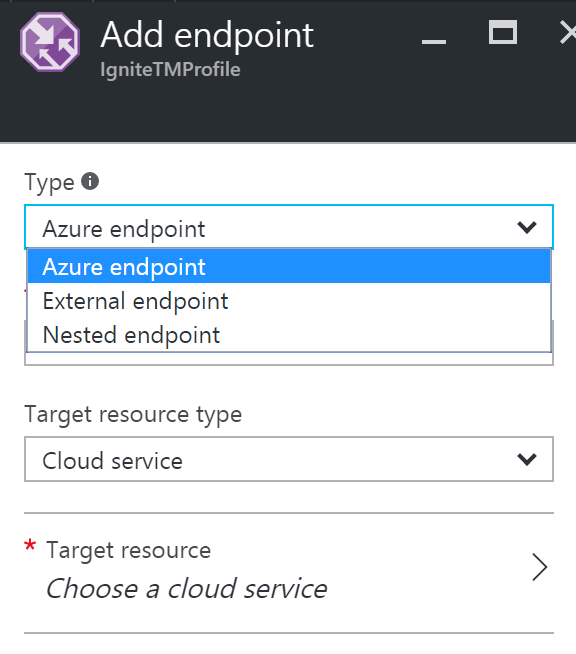 Add endpoint
IgniteTMProfile
Type
Azure endpoint
Azure endpoint
External endpoint
Nested endpoint
Target resource type
Cloud service
* Target resource
Choose a cloud service